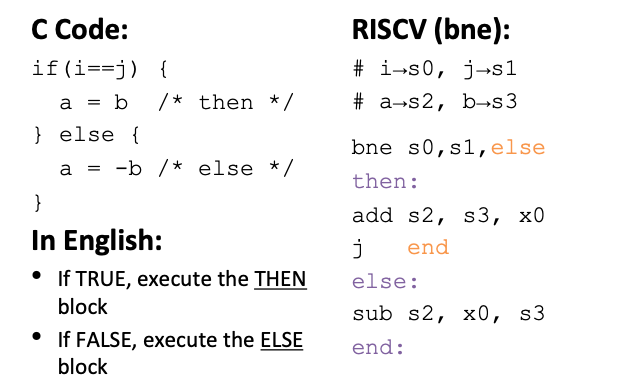 C Code:
if(i==j) {
  a = b  /* then */
} else {
  a = -b /* else */
}
In English:
• If TRUE, execute the THEN
block
• If FALSE, execute the ELSE
block
RISCV (bne):
# i→s0, j→s1
# a→s2, b→s3
bne s0,s1,else
then:
add s2, s3, x0
j   end
else:
sub s2, x0, s3
end: